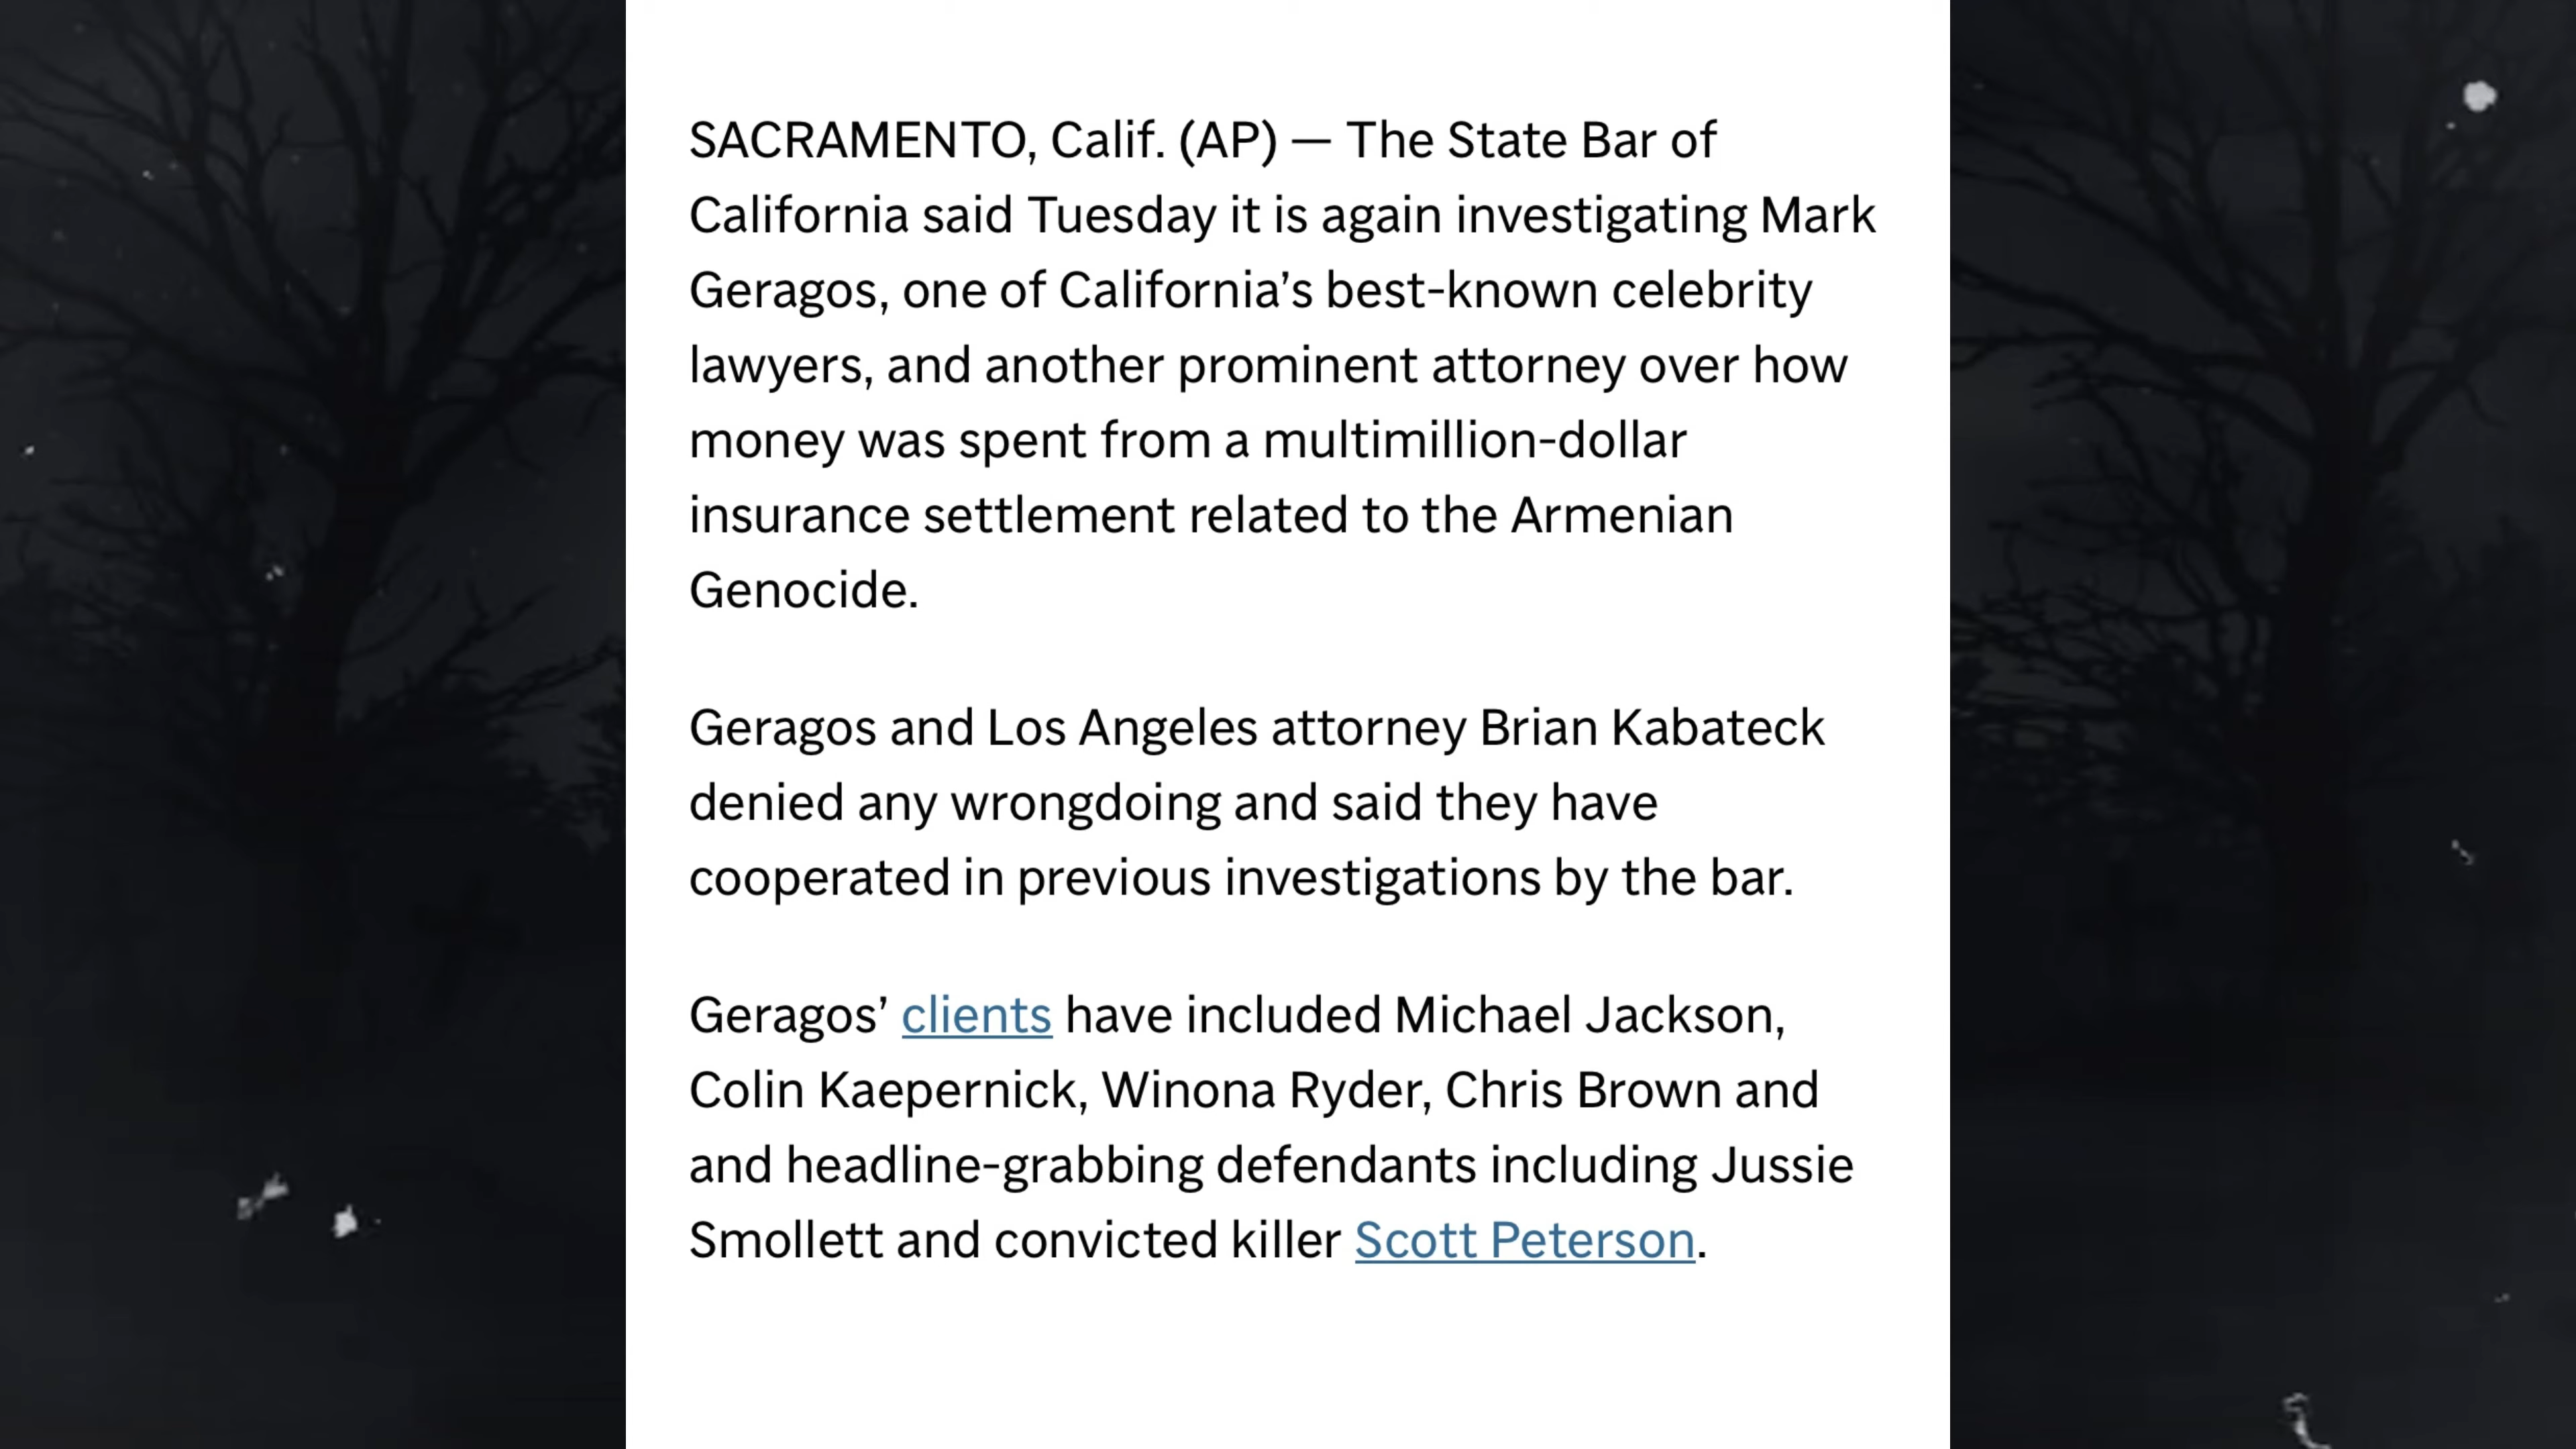 SACRAMENTO, Calif. (AP) — The State Bar of
California said Tuesday it is again investigating Mark
Geragos, one of California’s best-known celebrity
lawyers, and another prominent attorney over how
money was spent from a multimillion-dollar
insurance settlement related to the Armenian
Genocide.
Geragos and Los Angeles attorney Brian Kabateck
denied any wrongdoing and said they have
cooperated in previous investigations by the bar.
Geragos’ clients have included Michael Jackson,
Colin Kaepernick, Winona Ryder, Chris Brown and
and headline-grabbing defendants including Jussie
Smollett and convicted killer Scott Peterson.